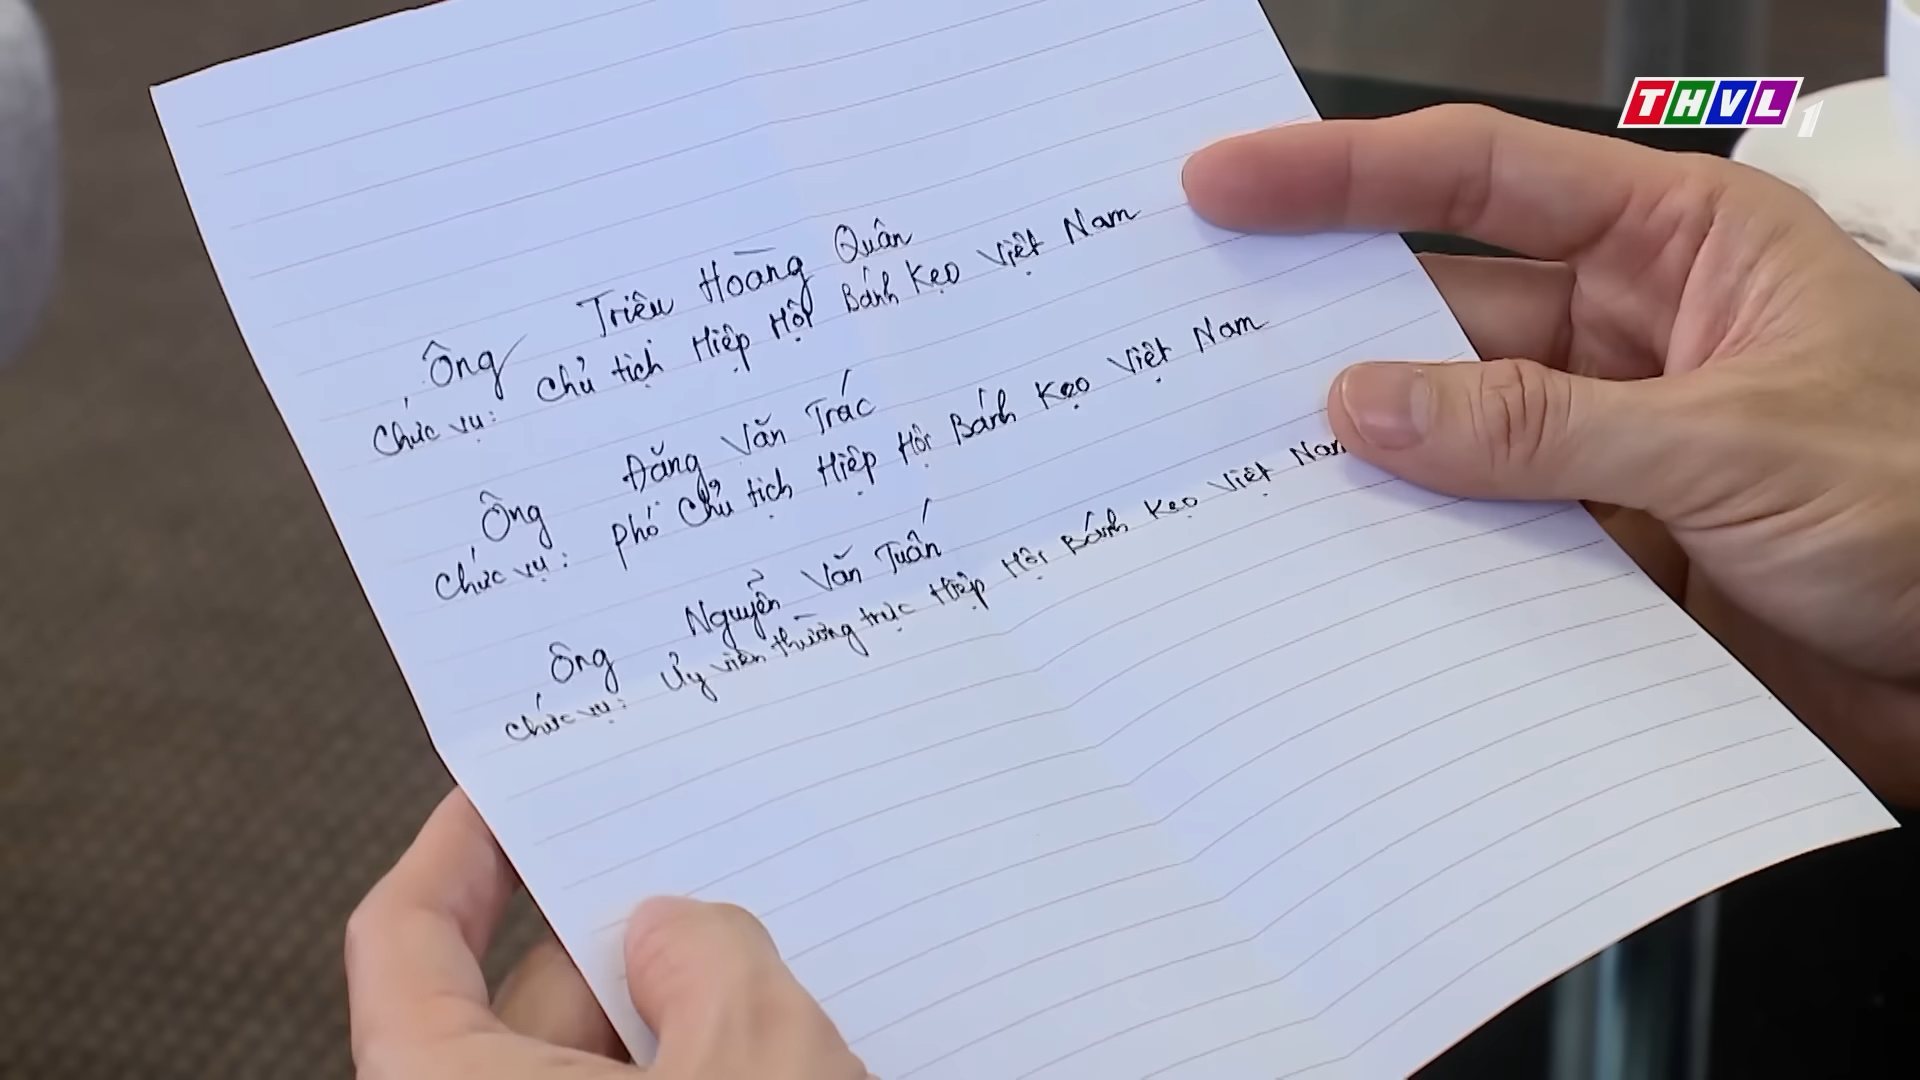 THVL1
Ông Triêu Hoàng Quân
Chức vụ: Chủ tịch Hiệp Hội Bánh Kẹo Việt Nam
Ông Đăng Văn Trác
Chức vụ: phó Chủ tịch Hiệp Hội Bánh Kẹo Việt Nam
Ông Nguyễn Văn Tuấn
Chức vụ: Ủy viên thường trực Hiệp Hội Bánh Kẹo Việt Nam